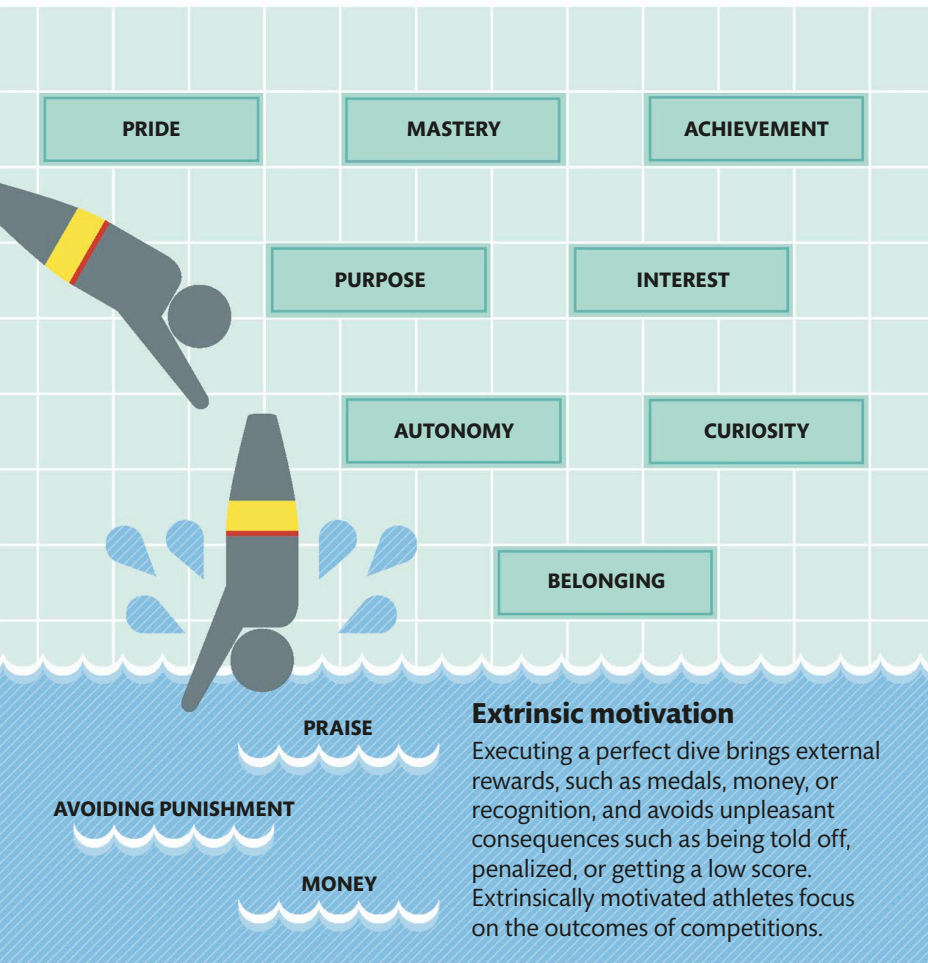 PRIDE
MASTERY
ACHIEVEMENT
PURPOSE
INTEREST
AUTONOMY
CURIOSITY
BELONGING
PRAISE
AVOIDING PUNISHMENT
MONEY
Extrinsic motivation
Executing a perfect dive brings external
rewards, such as medals, money, or
recognition, and avoids unpleasant
consequences such as being told off,
penalized, or getting a low score.
Extrinsically motivated athletes focus
on the outcomes of competitions.